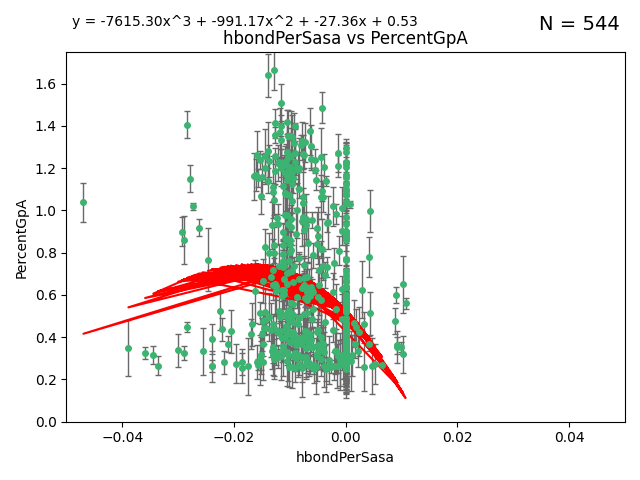 y = -7615.30x^3 + -991.17x^2 + -27.36x + 0.53
N = 544
hbondPerSasa vs PercentGpA
PercentGpA
1.6
1.4
1.2
1.0
0.8
0.6
0.4
0.2
0.0
−0.04
−0.02
0.00
0.02
0.04
hbondPerSasa